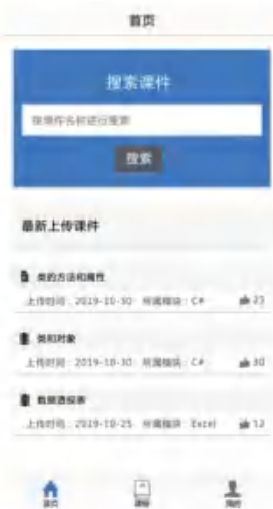 首页
搜索课件
按课件名称进行搜索
搜索
最新上传课件
类的方法和属性
上传时间：2019-10-30 所属模块：C# 23
类和对象
上传时间：2019-10-30 所属模块：C# 30
数据透视表
上传时间：2019-10-25 所属模块：Excel 12
首页 我的